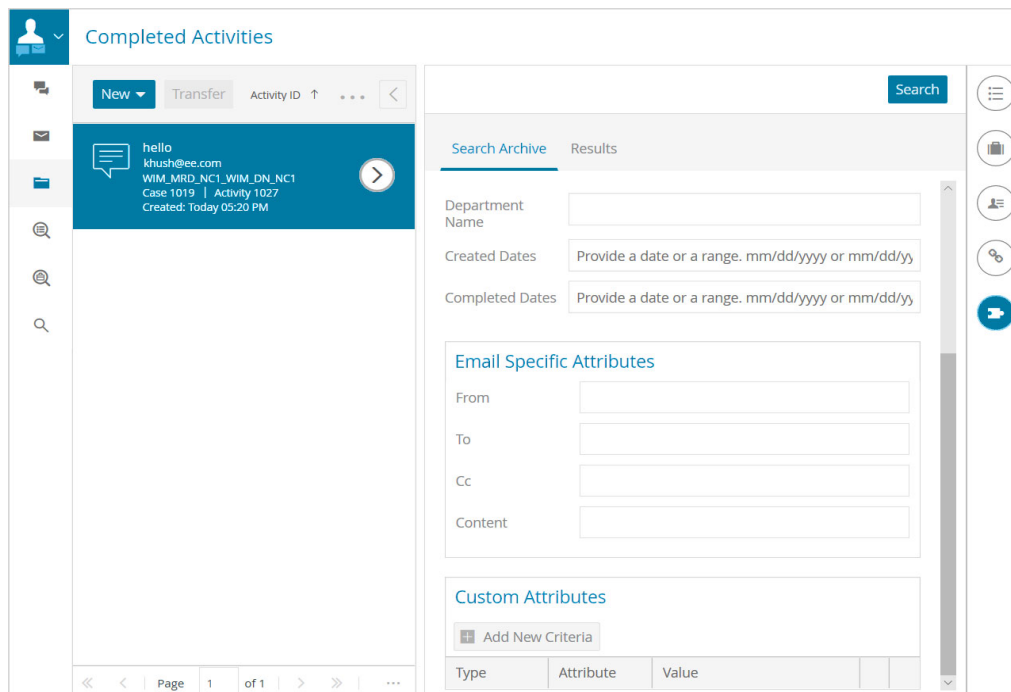 Completed Activities
New
Transfer
Activity ID ↑
...
hello
khush@ee.com
WIM_MRD_NC1_WIM_DN_NC1
Case 1019 | Activity 1027
Created: Today 05:20 PM
Page 1 of 1
...
Search
Search Archive
Results
Department
Name
Created Dates
Provide a date or a range. mm/dd/yyyy or mm/dd/yy
Completed Dates
Provide a date or a range. mm/dd/yyyy or mm/dd/yy
Email Specific Attributes
From
To
Cc
Content
Custom Attributes
Add New Criteria
Type
Attribute
Value